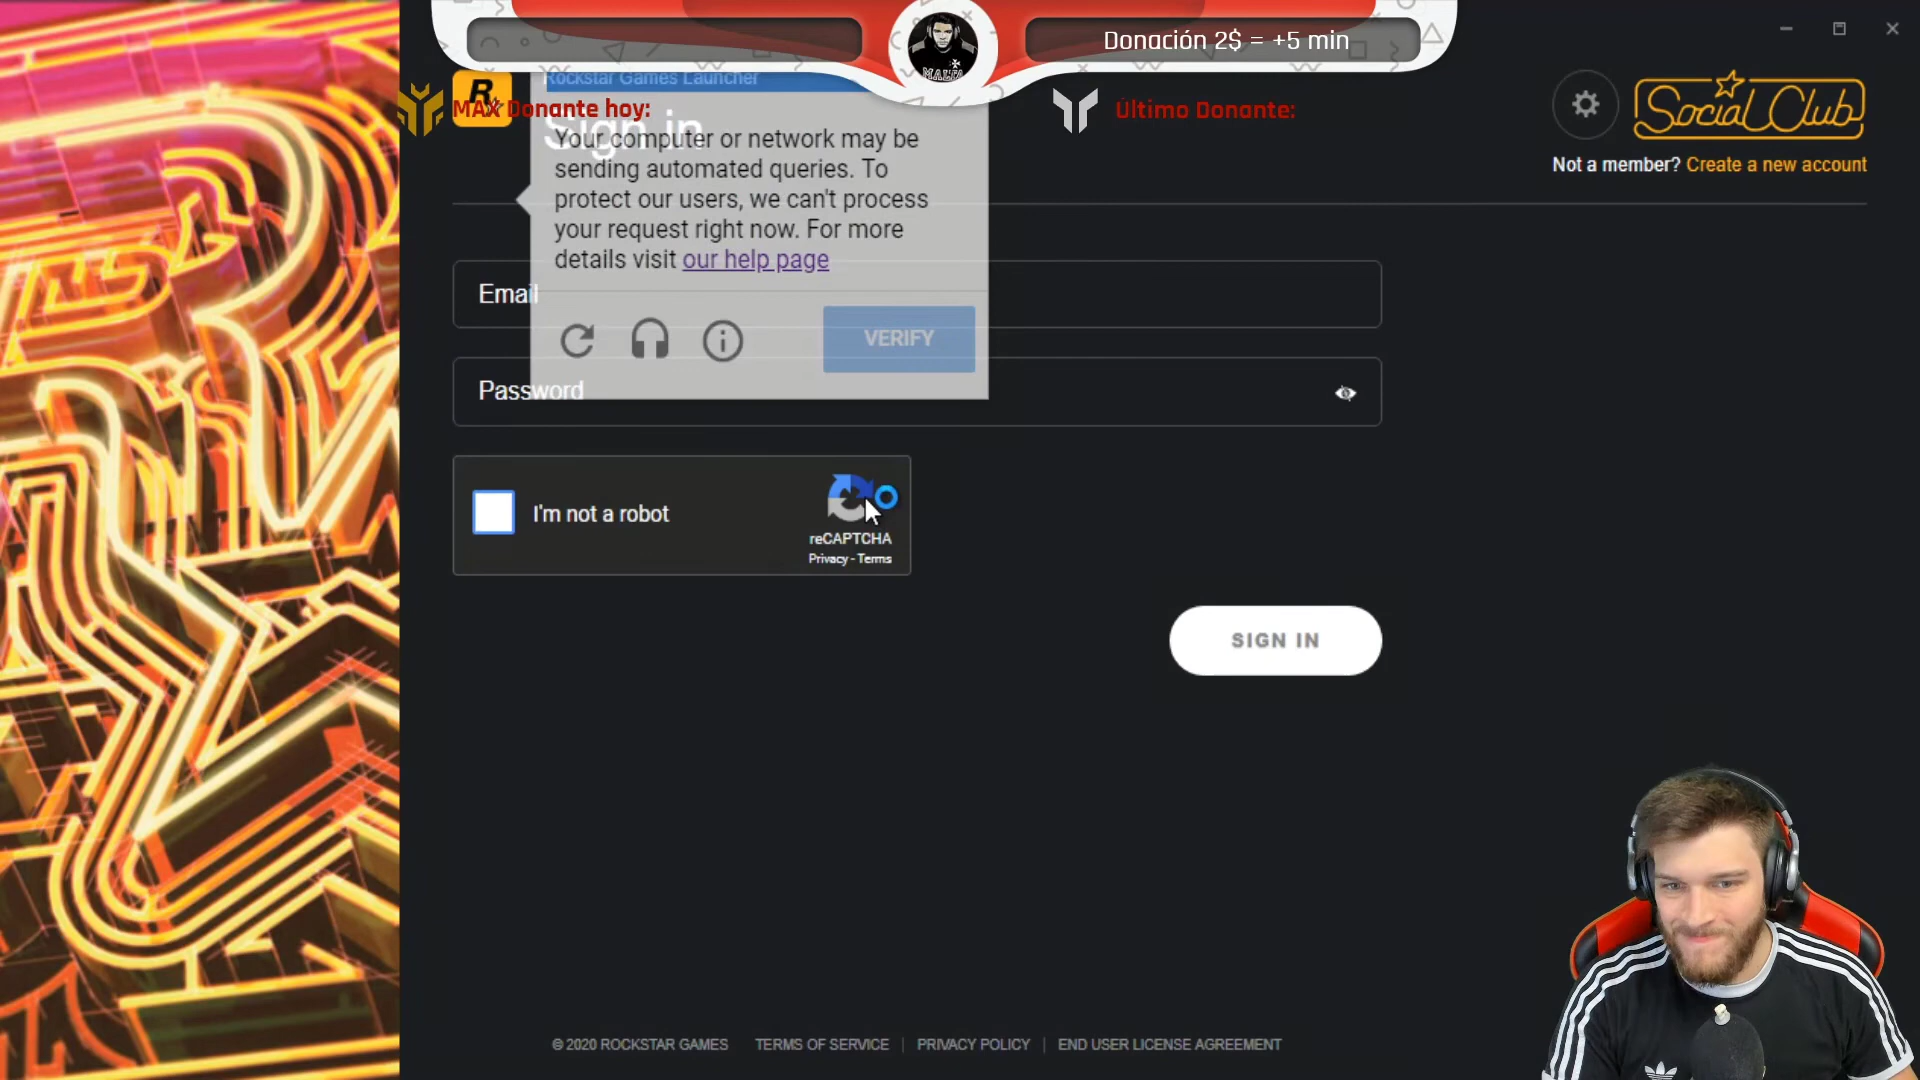 Donación 2$ = +5 min
MALFA
Rockstar Games Launcher
R
MAX Donante hoy:
Último Donante:
Social Club
Sign in
Your computer or network may be
sending automated queries. To
protect our users, we can't process
your request right now. For more
details visit our help page
Not a member? Create a new account
Email
VERIFY
Password
I'm not a robot
reCAPTCHA
Privacy - Terms
SIGN IN
© 2020 ROCKSTAR GAMES
TERMS OF SERVICE
PRIVACY POLICY
END USER LICENSE AGREEMENT